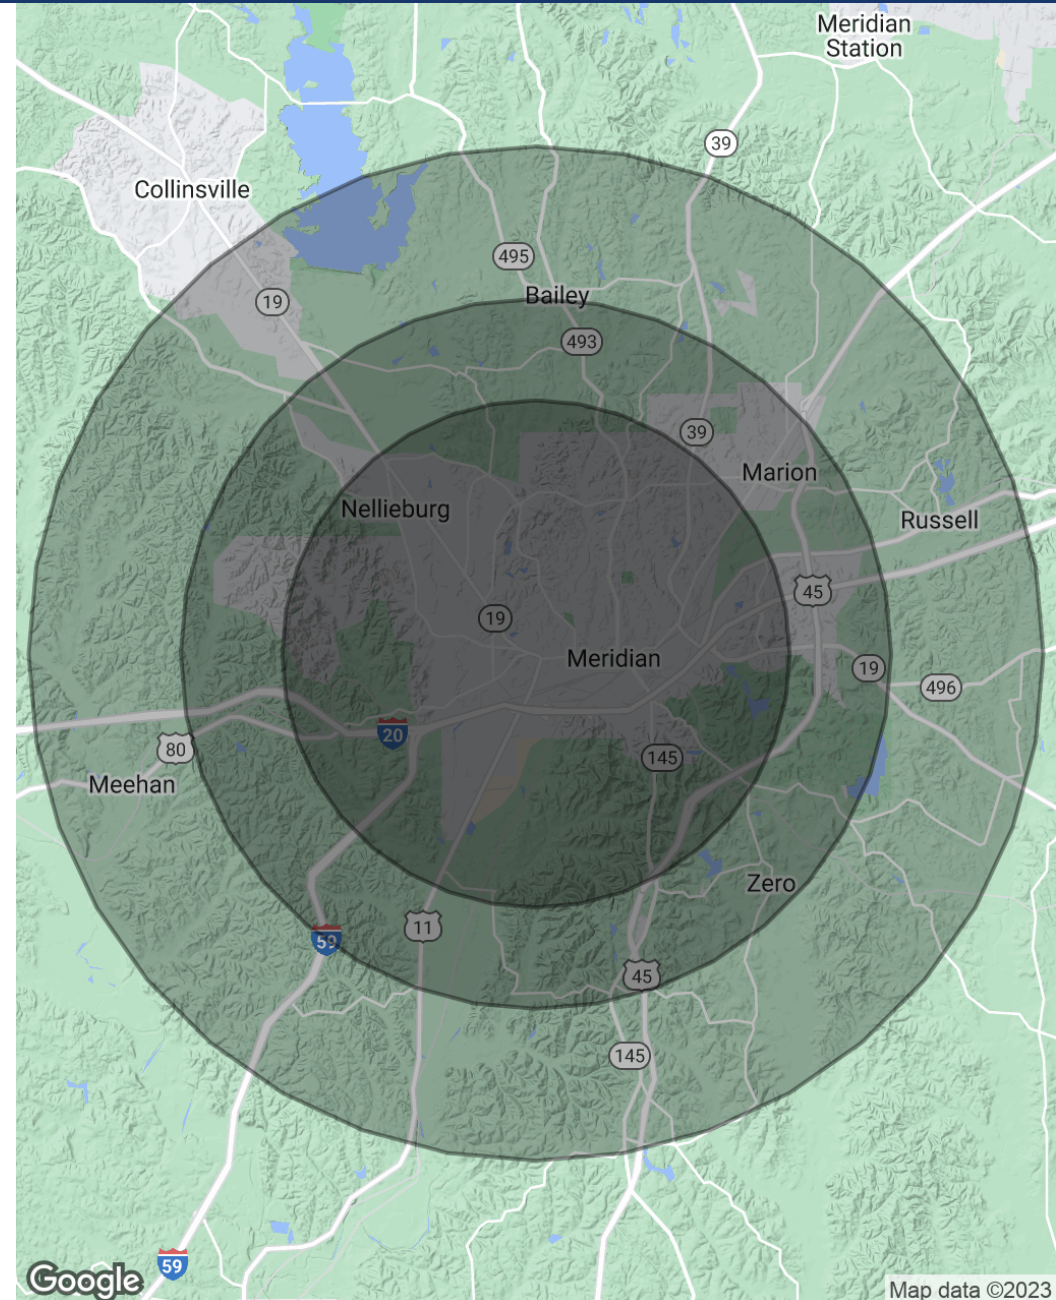 Meridian
Station
39
Collinsville
495
Bailey
19
493
39
Marion
Nellieburg
Russell
45
19
Meridian
19
496
20
80
145
Meehan
Zero
11
59
45
145
59
Google
Map data ©2023